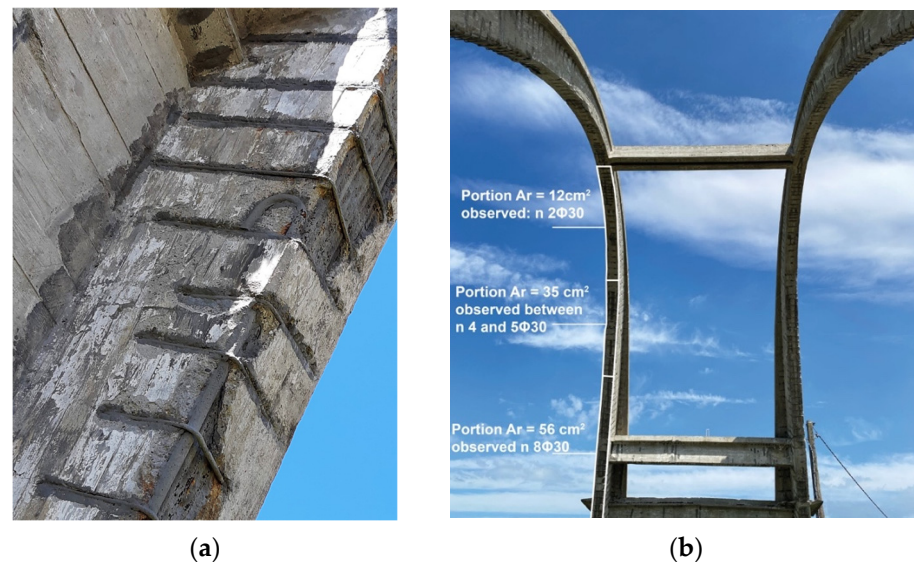 Portion Ar = 12cm²
observed: n 2Φ30
Portion Ar = 35 cm²
observed between
n 4 and 5Φ30
Portion Ar = 56 cm²
observed n 8Φ30
(a)
(b)